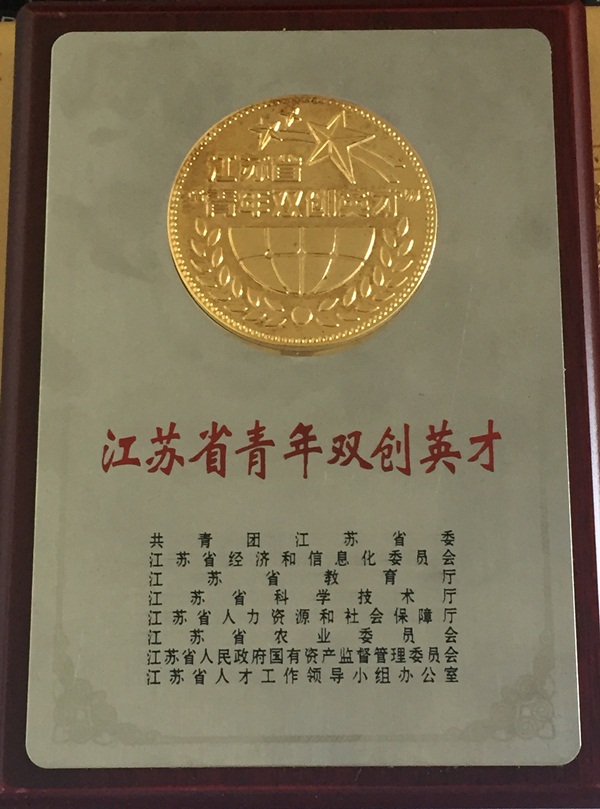 江苏省
“青年双创英才”
江苏省青年双创英才
共青团江苏省委
江苏省经济和信息化委员会
江苏省教育厅
江苏省科学技术厅
江苏省人力资源和社会保障厅
江苏省农业委员会
江苏省人民政府国有资产监督管理委员会
江苏省人才工作领导小组办公室